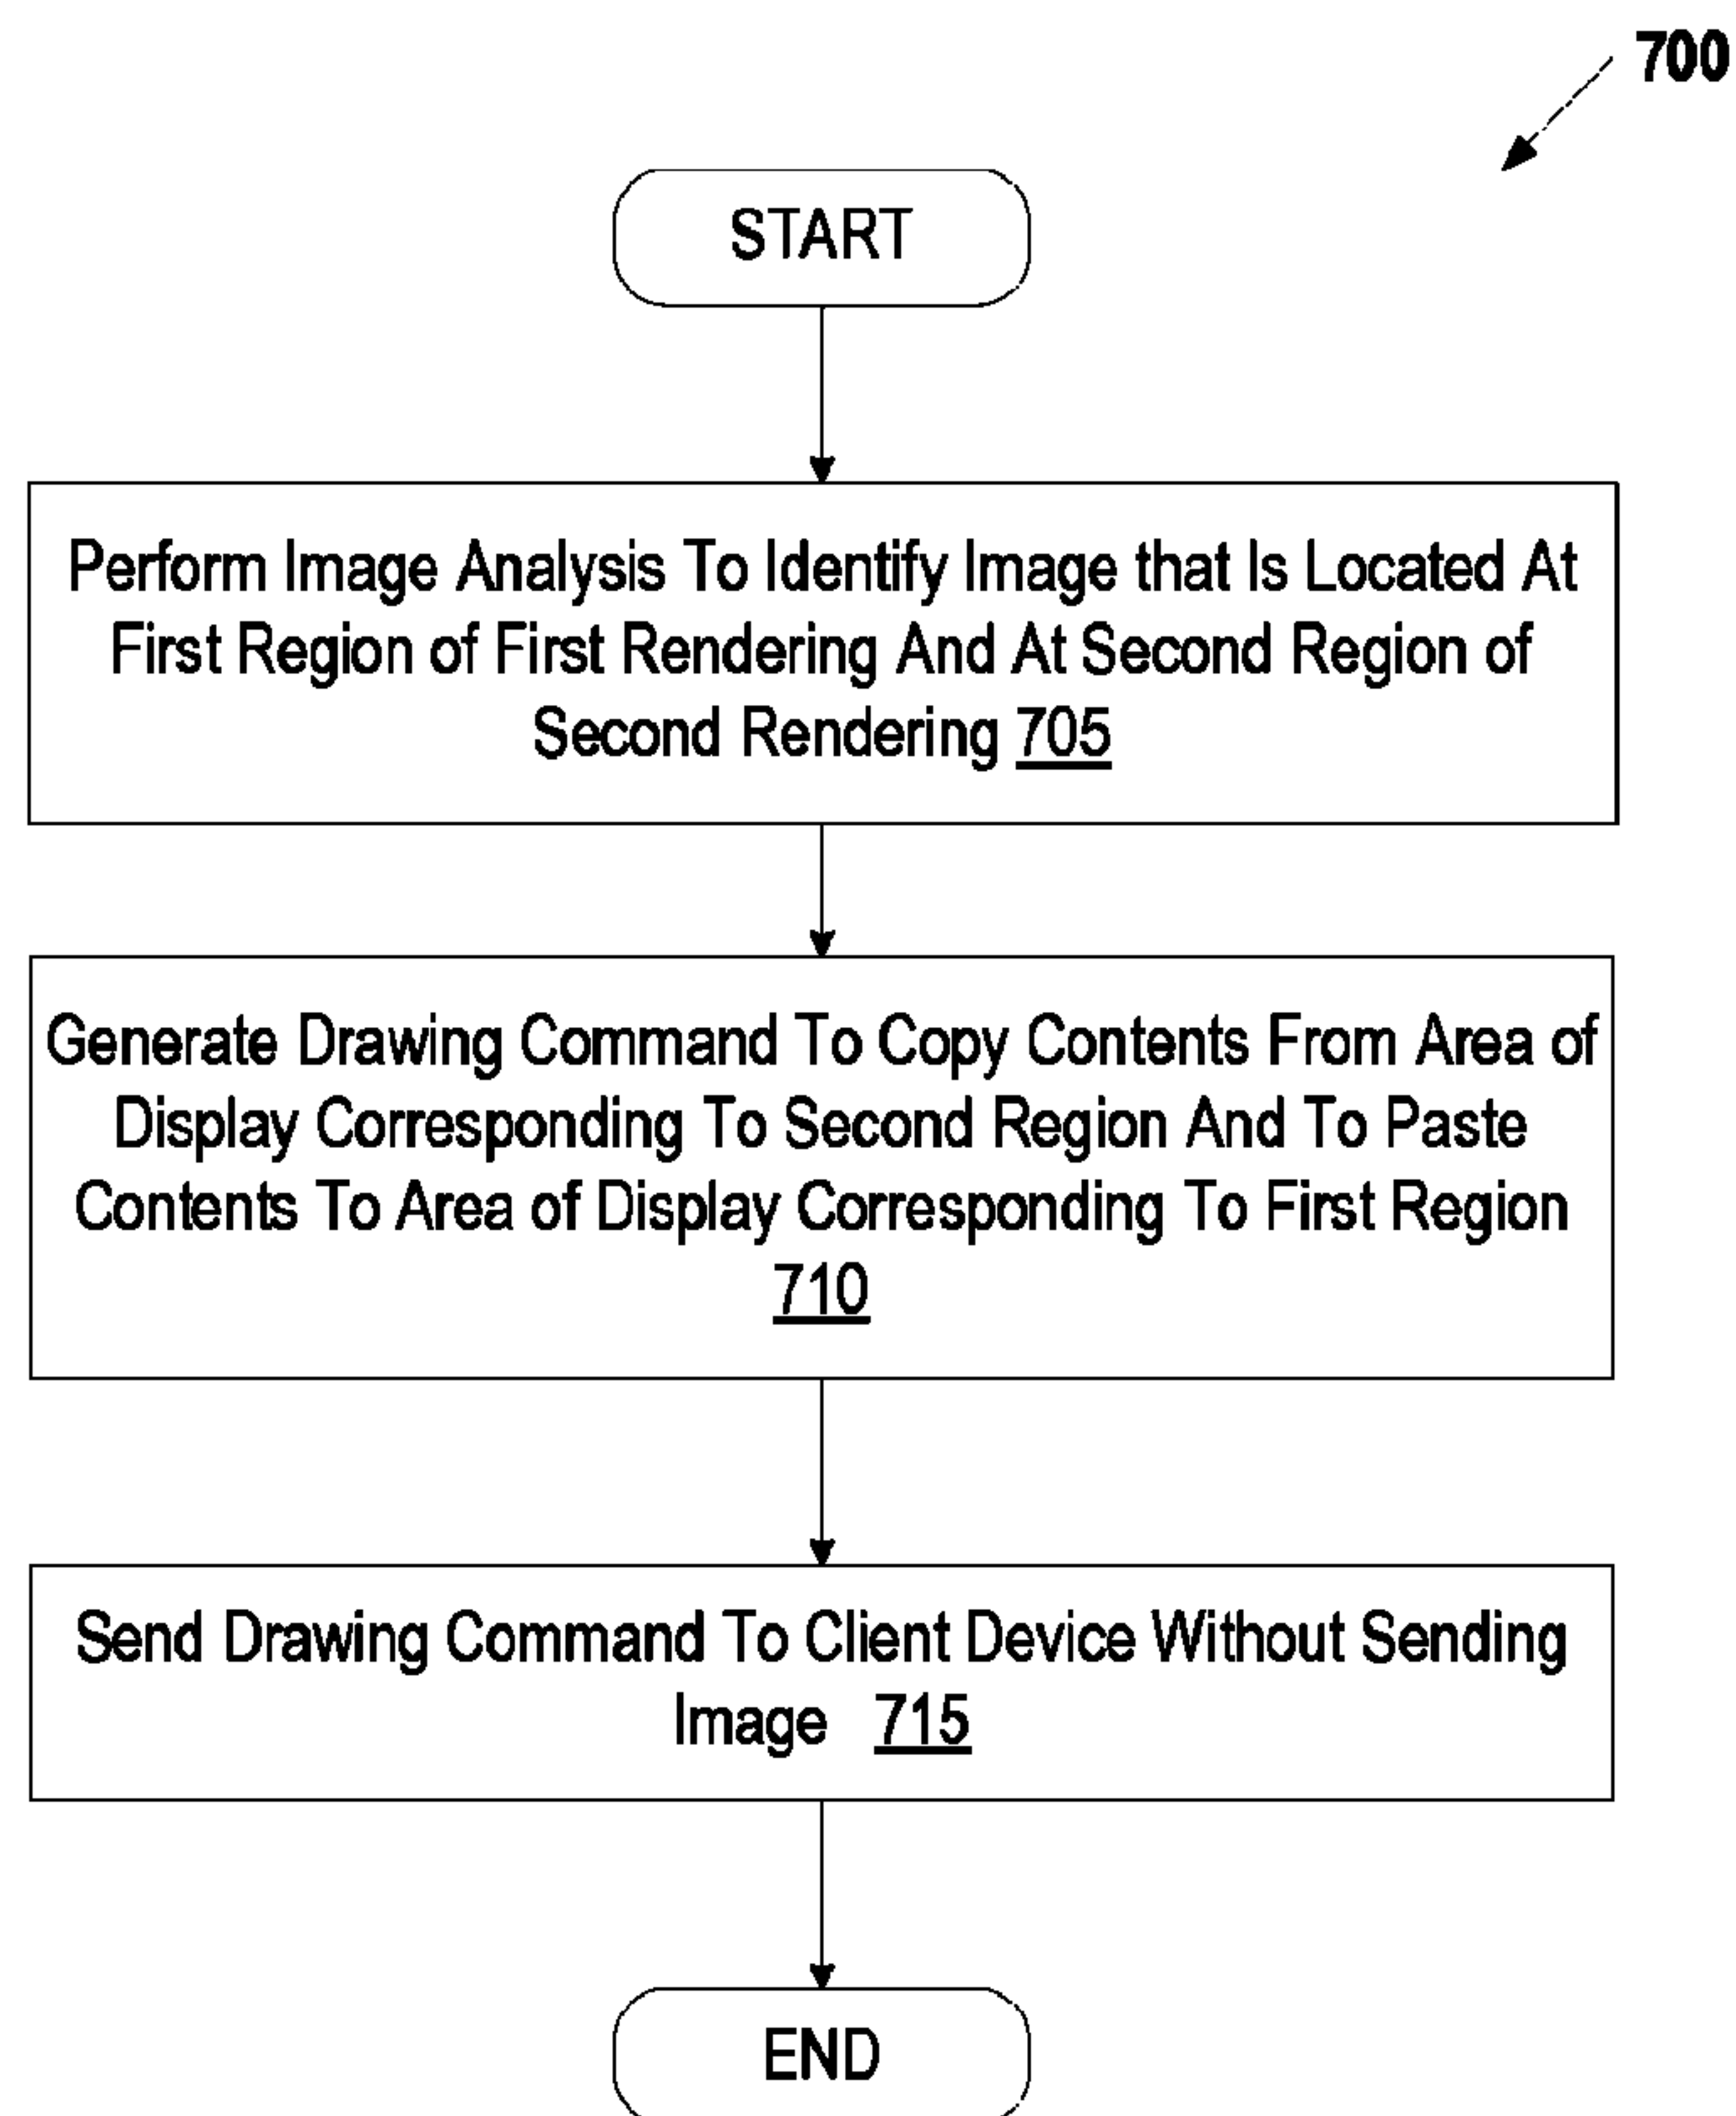 700
START
Perform Image Analysis To Identify Image that Is Located At
First Region of First Rendering And At Second Region of
Second Rendering 705
Generate Drawing Command To Copy Contents From Area of
Display Corresponding To Second Region And To Paste
Contents To Area of Display Corresponding To First Region
710
Send Drawing Command To Client Device Without Sending
Image 715
END